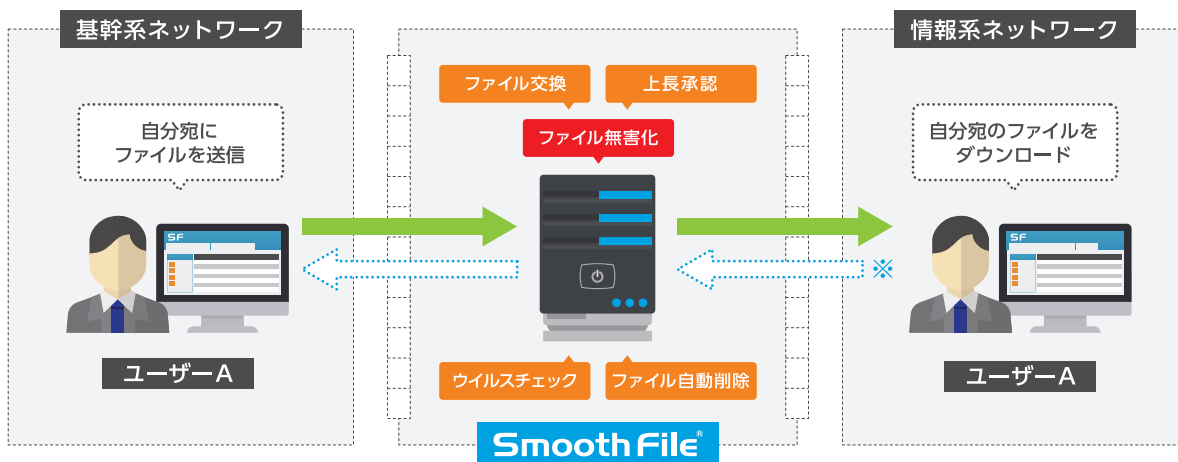 基幹系ネットワーク
情報系ネットワーク
ファイル交換
上長承認
ファイル無害化
自分宛に
ファイルを送信
自分宛のファイルを
ダウンロード
SF
SF
※
ユーザーA
ウイルスチェック
ファイル自動削除
ユーザーA
Smooth File®